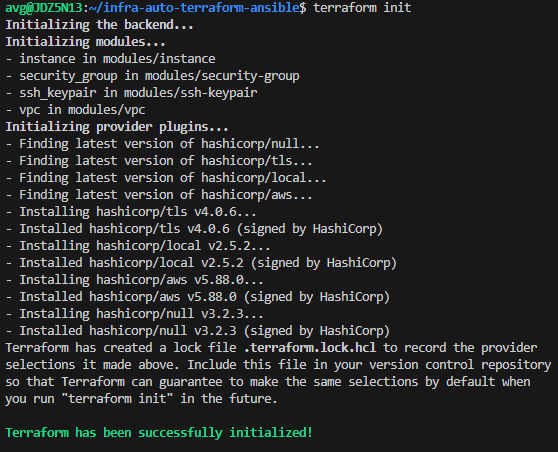 avg@JDZ5N13:~/infra-auto-terraform-ansible$ terraform init
Initializing the backend...
Initializing modules...
- instance in modules/instance
- security_group in modules/security-group
- ssh_keypair in modules/ssh-keypair
- vpc in modules/vpc
Initializing provider plugins...
- Finding latest version of hashicorp/null...
- Finding latest version of hashicorp/tls...
- Finding latest version of hashicorp/local...
- Finding latest version of hashicorp/aws...
- Installing hashicorp/tls v4.0.6...
- Installed hashicorp/tls v4.0.6 (signed by HashiCorp)
- Installing hashicorp/local v2.5.2...
- Installed hashicorp/local v2.5.2 (signed by HashiCorp)
- Installing hashicorp/aws v5.88.0...
- Installed hashicorp/aws v5.88.0 (signed by HashiCorp)
- Installing hashicorp/null v3.2.3...
- Installed hashicorp/null v3.2.3 (signed by HashiCorp)
Terraform has created a lock file .terraform.lock.hcl to record the provider
selections it made above. Include this file in your version control repository
so that Terraform can guarantee to make the same selections by default when
you run "terraform init" in the future.
Terraform has been successfully initialized!